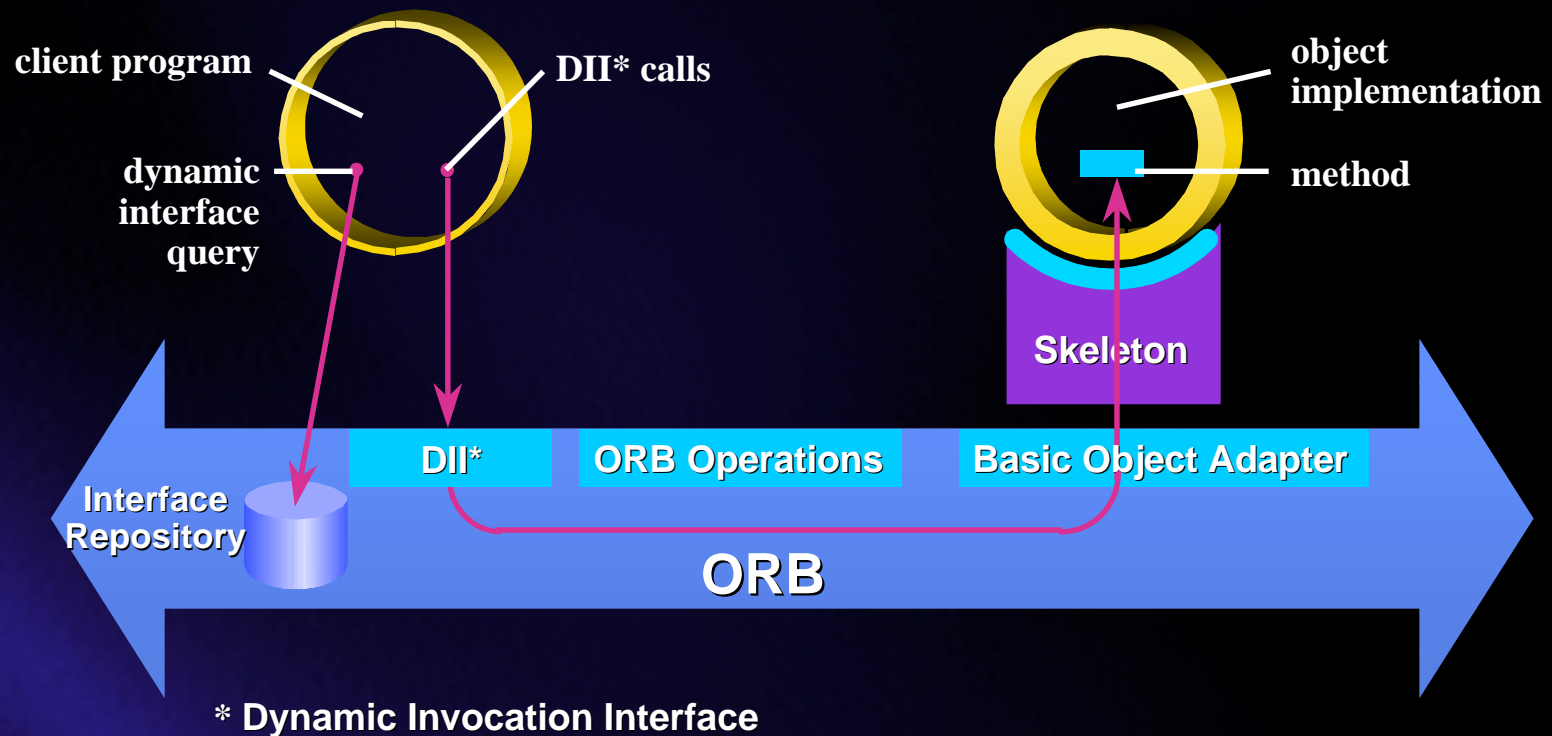 client program
DII* calls
object
implementation
dynamic
interface
query
method
Skeleton
DII*
ORB Operations
Basic Object Adapter
Interface
Repository
ORB
* Dynamic Invocation Interface